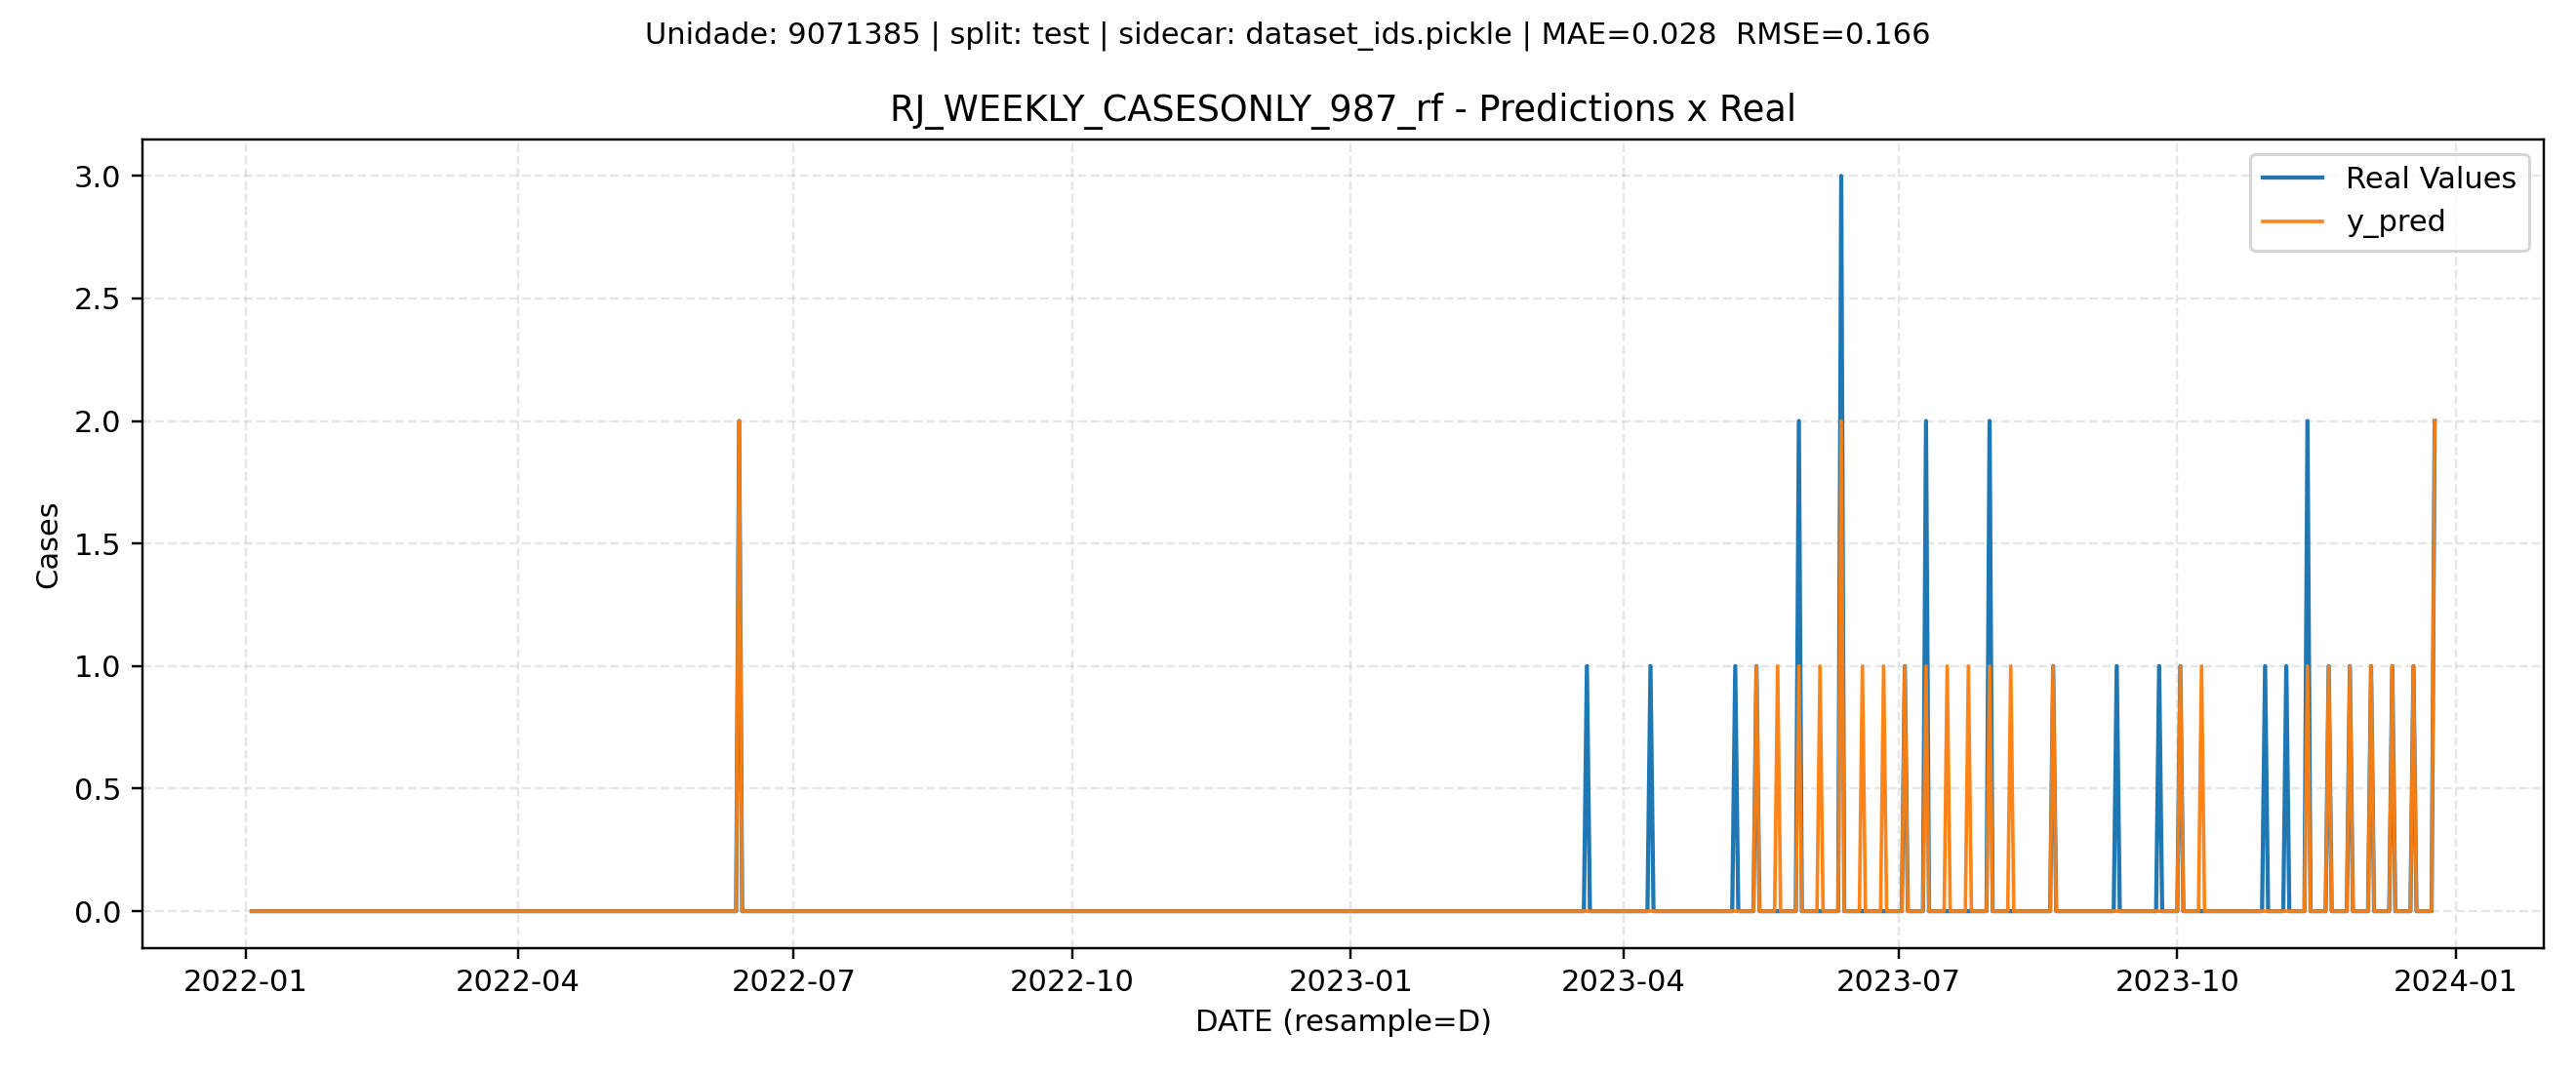 Unidade: 9071385 | split: test | sidecar: dataset_ids.pickle | MAE=0.028  RMSE=0.166
RJ_WEEKLY_CASESONLY_987_rf - Predictions x Real
Real Values
y_pred
Cases
3.0
2.5
2.0
1.5
1.0
0.5
0.0
2022-01
2022-04
2022-07
2022-10
2023-01
2023-04
2023-07
2023-10
2024-01
DATE (resample=D)